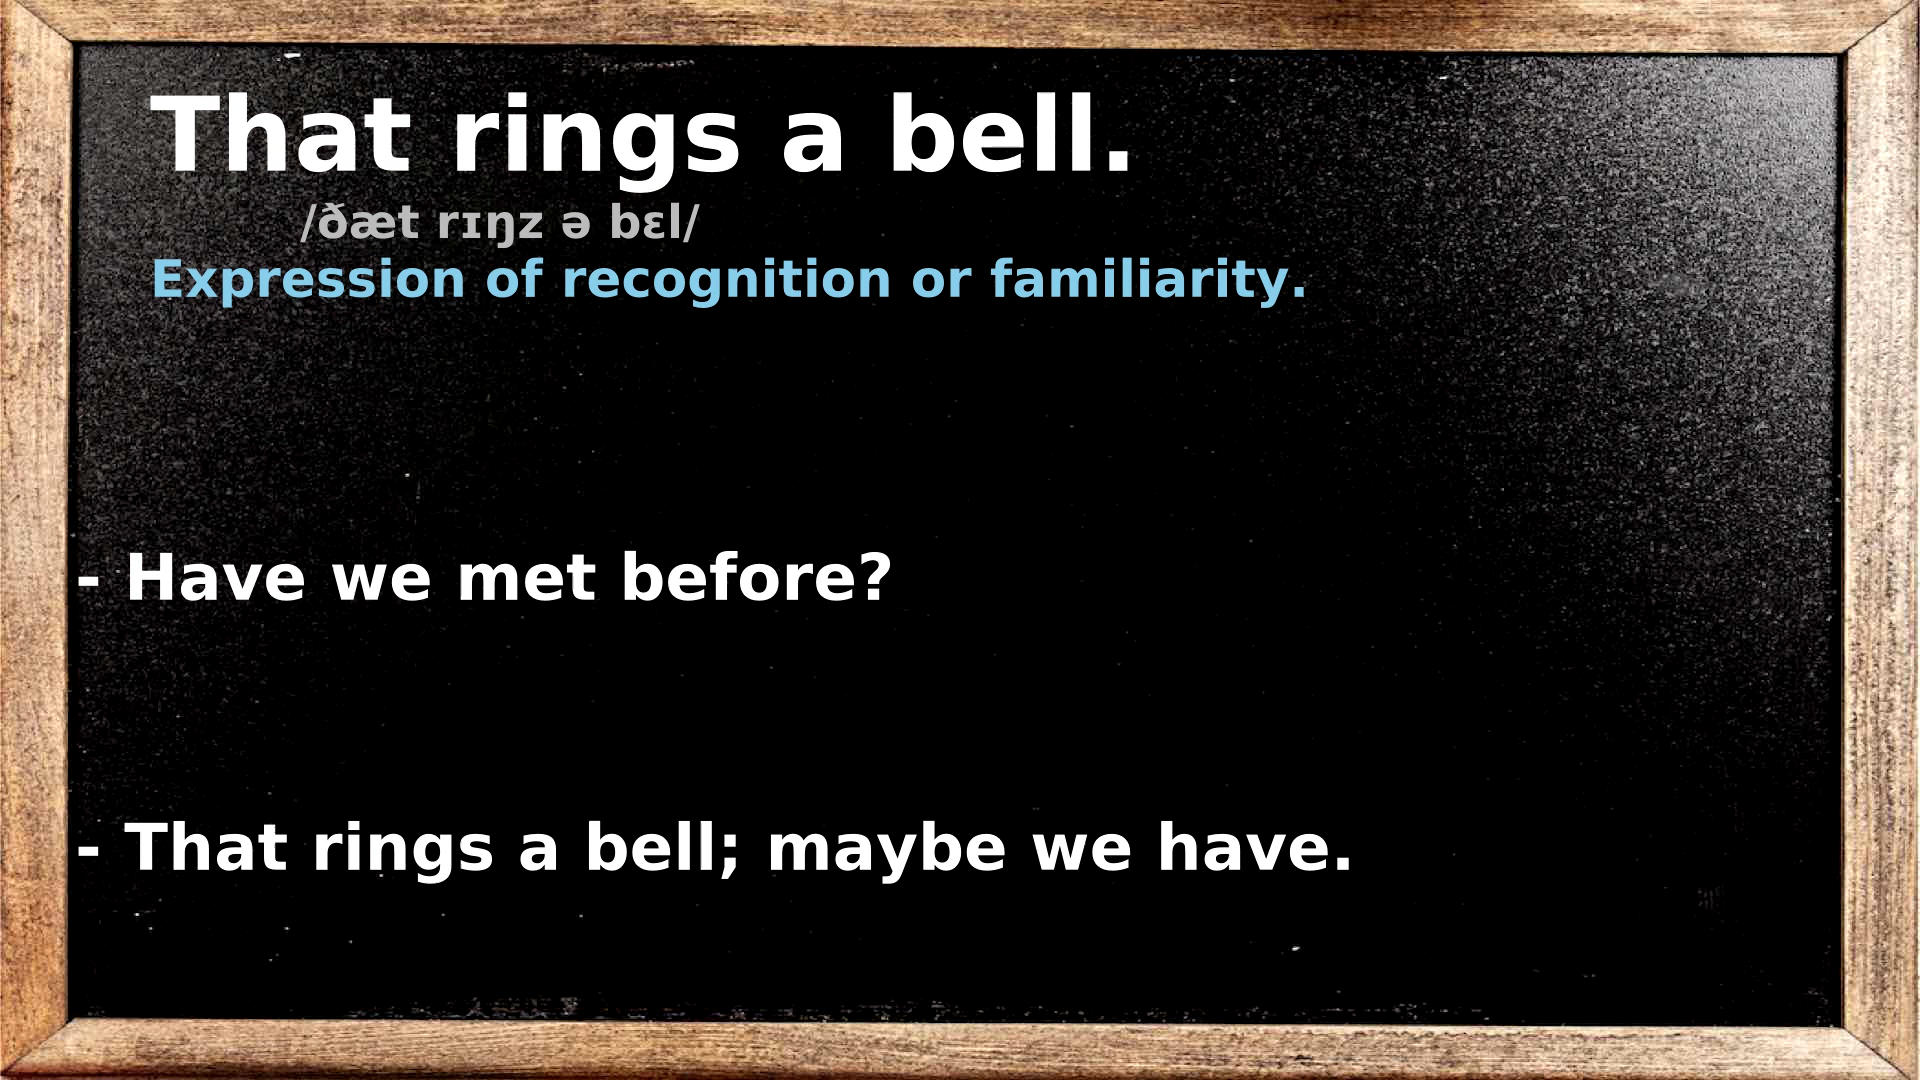 That rings a bell.
/ðæt rɪŋz ə bɛl/
Expression of recognition or familiarity.
- Have we met before?
- That rings a bell; maybe we have.